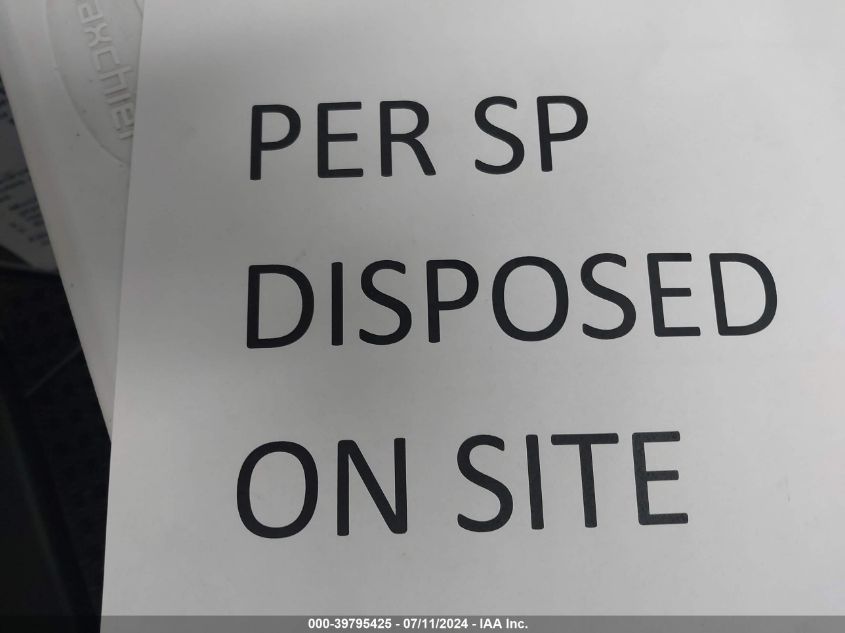 PER SP
DISPOSED
ON SITE
000-39795425 - 07/11/2024 - IAA Inc.